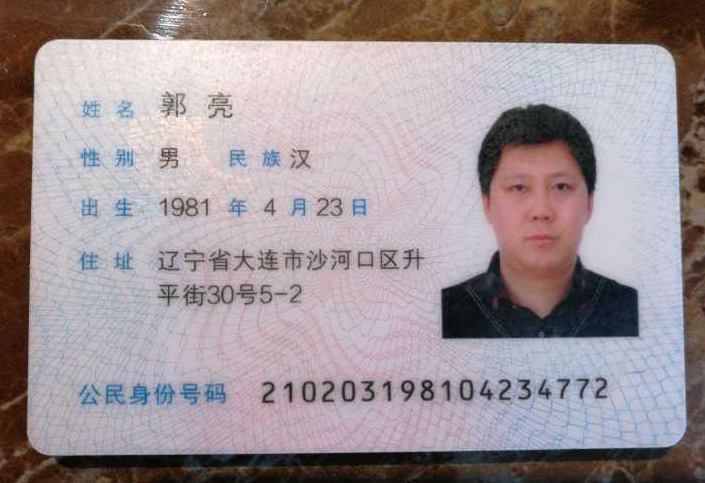 姓名 郭亮
性别 男 民族 汉
出生 1981 年 4 月 23 日
住址 辽宁省大连市沙河口区升
平街30号5-2
公民身份号码 210203198104234772